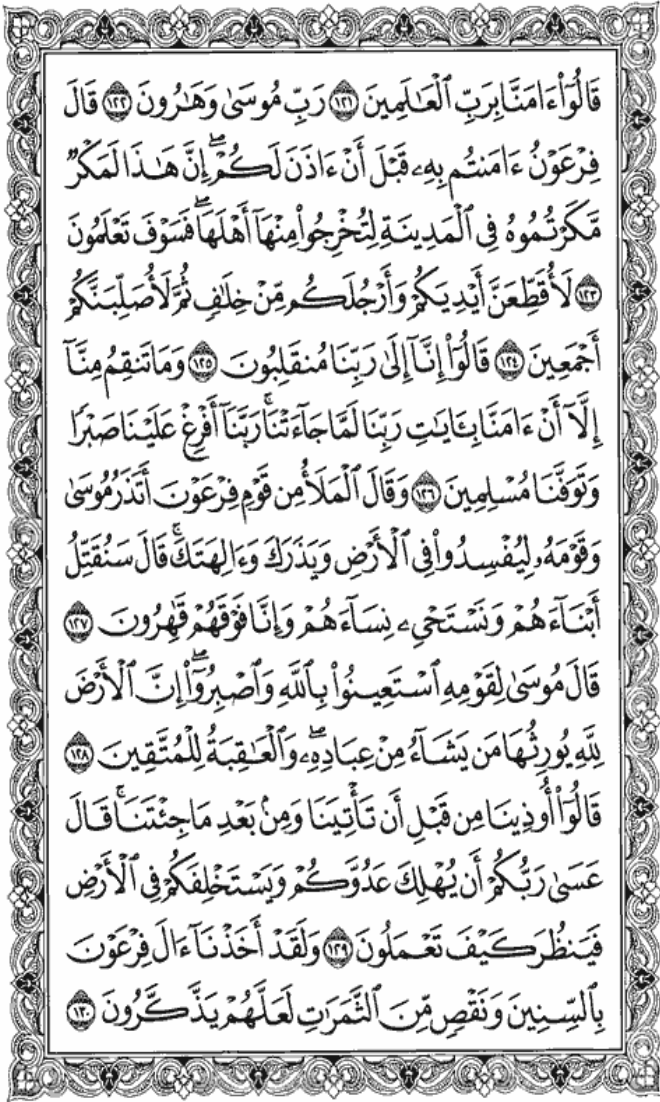 قَالُوٓا۟ ءَامَنَّا بِرَبِّ ٱلْعَـٰلَمِينَ ١٢١ رَبِّ مُوسَىٰ وَهَـٰرُونَ ١٢٢ قَالَ
فِرْعَوْنُ ءَامَنتُم بِهِۦ قَبْلَ أَنْ ءَاذَنَ لَكُمْ ۖ إِنَّ هَـٰذَا لَمَكْرٌ
مَّكَرْتُمُوهُ فِى ٱلْمَدِينَةِ لِتُخْرِجُوا۟ مِنْهَآ أَهْلَهَا ۖ فَسَوْفَ تَعْلَمُونَ
١٢٣ لَأُقَطِّعَنَّ أَيْدِيَكُمْ وَأَرْجُلَكُم مِّنْ خِلَـٰفٍ ثُمَّ لَأُصَلِّبَنَّكُمْ
أَجْمَعِينَ ١٢٤ قَالُوٓا۟ إِنَّآ إِلَىٰ رَبِّنَا مُنقَلِبُونَ ١٢٥ وَمَا تَنقِمُ مِنَّآ
إِلَّآ أَنْ ءَامَنَّا بِـَٔايَـٰتِ رَبِّنَا لَمَّا جَآءَتْنَا ۚ رَبَّنَآ أَفْرِغْ عَلَيْنَا صَبْرًا
وَتَوَفَّنَا مُسْلِمِينَ ١٢٦ وَقَالَ ٱلْمَلَأُ مِن قَوْمِ فِرْعَوْنَ أَتَذَرُ مُوسَىٰ
وَقَوْمَهُۥ لِيُفْسِدُوا۟ فِى ٱلْأَرْضِ وَيَذَرَكَ وَءَالِهَتَكَ ۚ قَالَ سَنُقَتِّلُ
أَبْنَآءَهُمْ وَنَسْتَحْىِۦ نِسَآءَهُمْ وَإِنَّا فَوْقَهُمْ قَـٰهِرُونَ ١٢٧
قَالَ مُوسَىٰ لِقَوْمِهِ ٱسْتَعِينُوا۟ بِٱللَّهِ وَٱصْبِرُوٓا۟ ۖ إِنَّ ٱلْأَرْضَ
لِلَّهِ يُورِثُهَا مَن يَشَآءُ مِنْ عِبَادِهِۦ ۖ وَٱلْعَـٰقِبَةُ لِلْمُتَّقِينَ ١٢٨
قَالُوٓا۟ أُوذِينَا مِن قَبْلِ أَن تَأْتِيَنَا وَمِنۢ بَعْدِ مَا جِئْتَنَا ۚ قَالَ
عَسَىٰ رَبُّكُمْ أَن يُهْلِكَ عَدُوَّكُمْ وَيَسْتَخْلِفَكُمْ فِى ٱلْأَرْضِ
فَيَنظُرَ كَيْفَ تَعْمَلُونَ ١٢٩ وَلَقَدْ أَخَذْنَآ ءَالَ فِرْعَوْنَ
بِٱلسِّنِينَ وَنَقْصٍ مِّنَ ٱلثَّمَرَٰتِ لَعَلَّهُمْ يَذَّكَّرُونَ ١٣٠